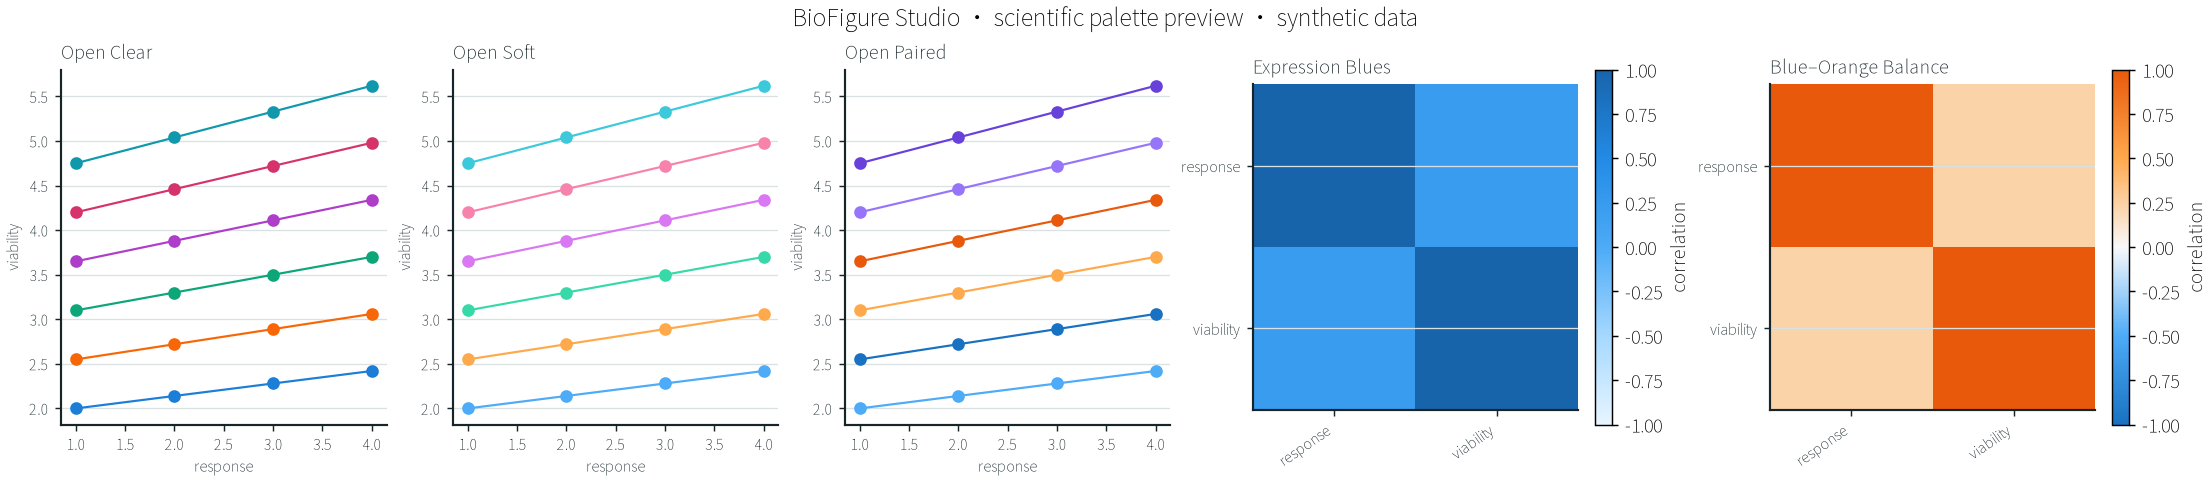 BioFigure Studio • scientific palette preview • synthetic data
Open Clear
viability
5.5
5.0
4.5
4.0
3.5
3.0
2.5
2.0
1.0 1.5 2.0 2.5 3.0 3.5 4.0
response
Open Soft
viability
5.5
5.0
4.5
4.0
3.5
3.0
2.5
2.0
1.0 1.5 2.0 2.5 3.0 3.5 4.0
response
Open Paired
viability
5.5
5.0
4.5
4.0
3.5
3.0
2.5
2.0
1.0 1.5 2.0 2.5 3.0 3.5 4.0
response
Expression Blues
response
viability
response viability
1.00
0.75
0.50
0.25
0.00
-0.25
-0.50
-0.75
-1.00
correlation
Blue–Orange Balance
response
viability
response viability
1.00
0.75
0.50
0.25
0.00
-0.25
-0.50
-0.75
-1.00
correlation